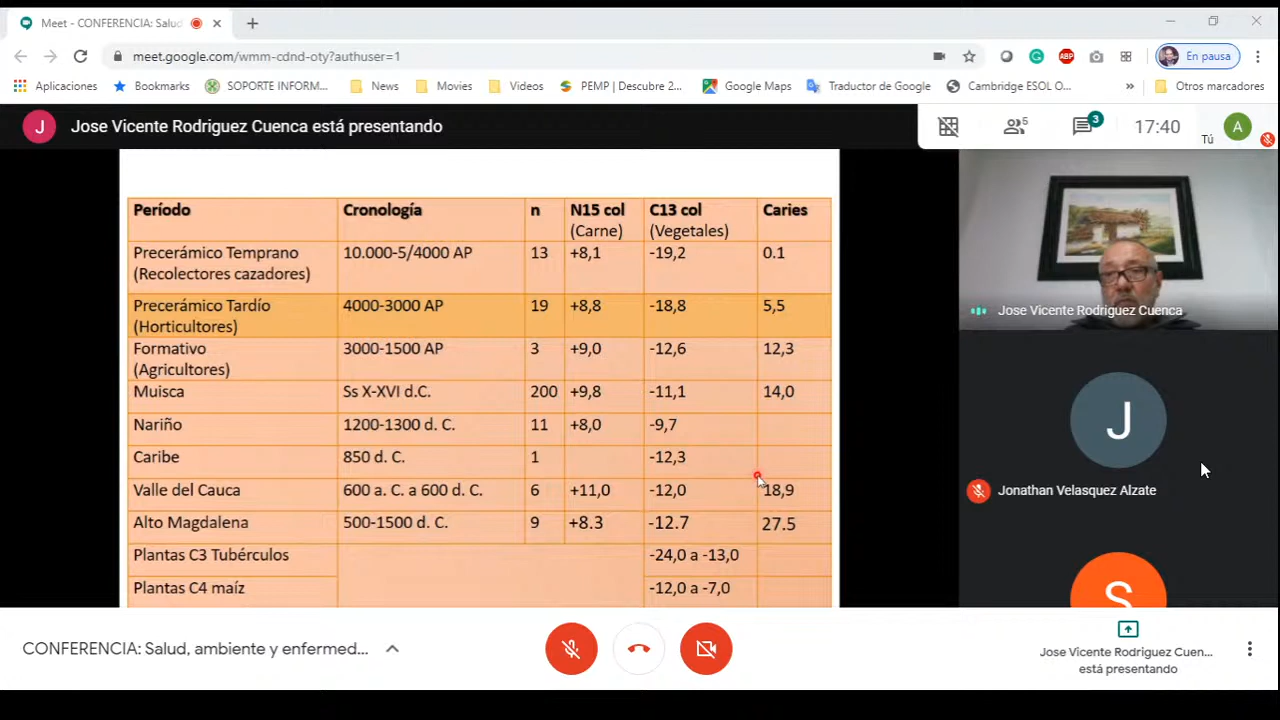 Meet - CONFERENCIA: Salud
meet.google.com/wmm-cdnd-oty?authuser=1
ABP
En pausa
Aplicaciones Bookmarks SOPORTE INFORM... News Movies Videos PEMP | Descubre 2... Google Maps Traductor de Google Cambridge ESOL O... » Otros marcadores
J Jose Vicente Rodriguez Cuenca está presentando
5 3 17:40 Tú A
Período Cronología n N15 col (Carne) C13 col (Vegetales) Caries
Precerámico Temprano (Recolectores cazadores) 10.000-5/4000 AP 13 +8,1 -19,2 0.1
Precerámico Tardío (Horticultores) 4000-3000 AP 19 +8,8 -18,8 5,5
Formativo (Agricultores) 3000-1500 AP 3 +9,0 -12,6 12,3
Muisca Ss X-XVI d.C. 200 +9,8 -11,1 14,0
Nariño 1200-1300 d. C. 11 +8,0 -9,7
Caribe 850 d. C. 1 -12,3
Valle del Cauca 600 a. C. a 600 d. C. 6 +11,0 -12,0 18,9
Alto Magdalena 500-1500 d. C. 9 +8.3 -12.7 27.5
Plantas C3 Tubérculos -24,0 a -13,0
Plantas C4 maíz -12,0 a -7,0
Jose Vicente Rodriguez Cuenca
J
Jonathan Velasquez Alzate
S
CONFERENCIA: Salud, ambiente y enfermed...
Jose Vicente Rodriguez Cuen...
está presentando